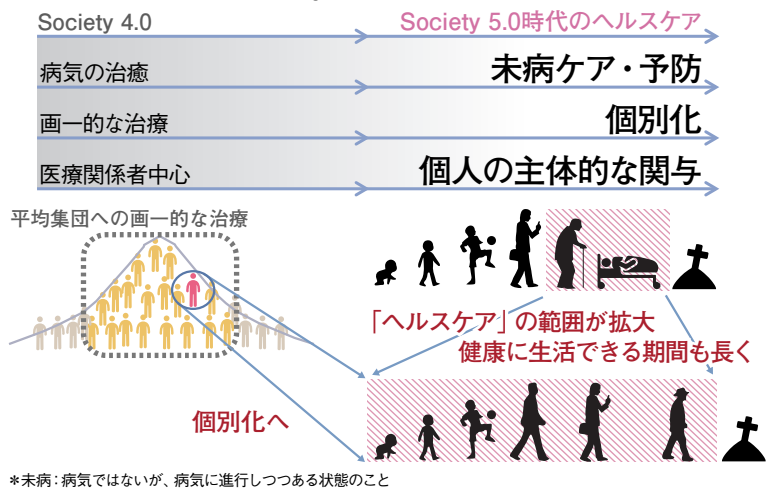 Society 4.0
Society 5.0時代のヘルスケア
病気の治癒
未病ケア・予防
画一的な治療
個別化
医療関係者中心
個人の主体的な関与
平均集団への画一的な治療
「ヘルスケア」の範囲が拡大
健康に生活できる期間も長く
個別化へ
*未病：病気ではないが、病気に進行しつつある状態のこと